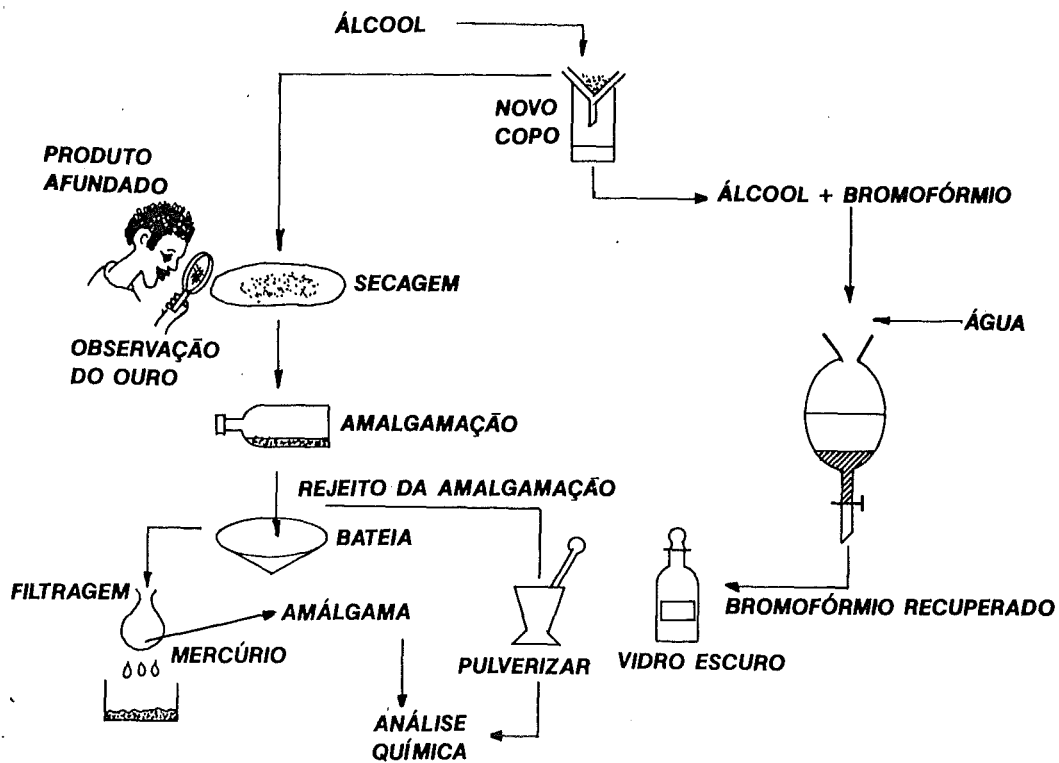 ÁLCOOL
NOVO
COPO
PRODUTO
AFUNDADO
ÁLCOOL + BROMOFÓRMIO
SECAGEM
ÁGUA
OBSERVAÇÃO
DO OURO
AMALGAMAÇÃO
REJEITO DA AMALGAMAÇÃO
BATEIA
FILTRAGEM
AMÁLGAMA
BROMOFÓRMIO RECUPERADO
MERCÚRIO
PULVERIZAR
VIDRO ESCURO
ANÁLISE
QUÍMICA